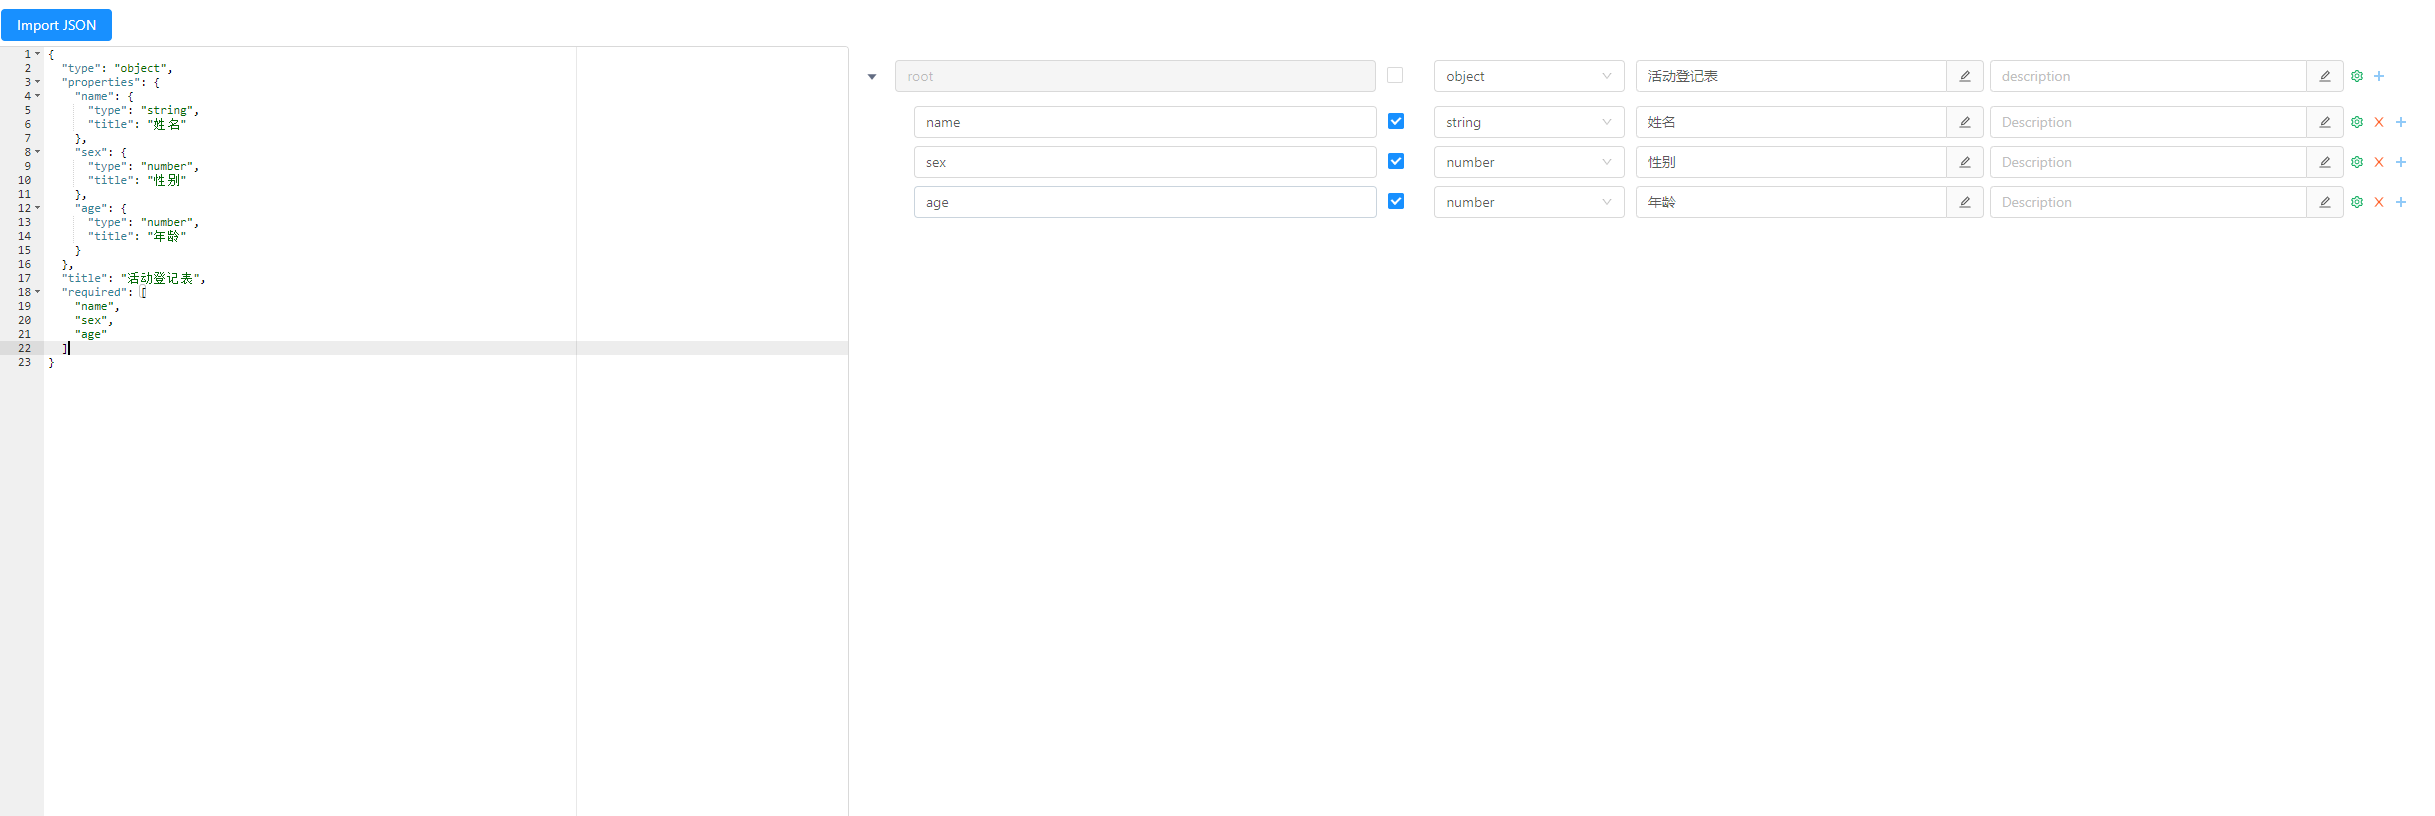 Import JSON
1 {
2 "type": "object",
3 "properties": {
4 "name": {
5 "type": "string",
6 "title": "姓名"
7 },
8 "sex": {
9 "type": "number",
10 "title": "性别"
11 },
12 "age": {
13 "type": "number",
14 "title": "年龄"
15 }
16 },
17 "title": "活动登记表",
18 "required": [
19 "name",
20 "sex",
21 "age"
22 ]
23 }
root object 活动登记表 description
name string 姓名 Description
sex number 性别 Description
age number 年龄 Description